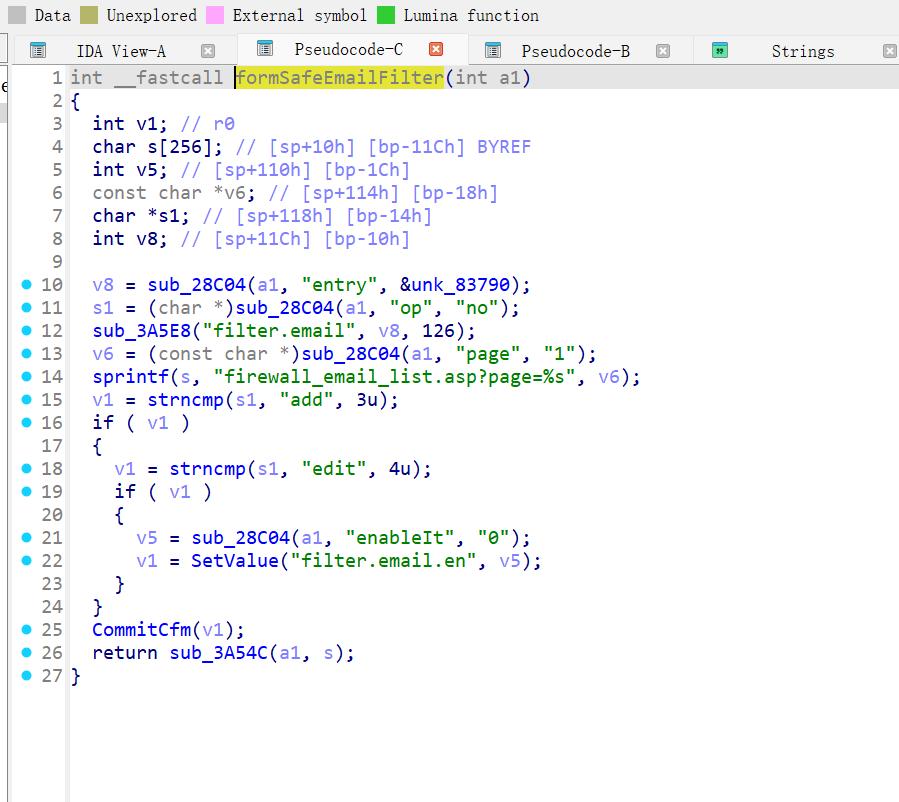 Data Unexplored External symbol Lumina function
IDA View-A Pseudocode-C Pseudocode-B Strings
1 int __fastcall formSafeEmailFilter(int a1)
2 {
3   int v1; // r0
4   char s[256]; // [sp+10h] [bp-11Ch] BYREF
5   int v5; // [sp+110h] [bp-1Ch]
6   const char *v6; // [sp+114h] [bp-18h]
7   char *s1; // [sp+118h] [bp-14h]
8   int v8; // [sp+11Ch] [bp-10h]
9
10   v8 = sub_28C04(a1, "entry", &unk_83790);
11   s1 = (char *)sub_28C04(a1, "op", "no");
12   sub_3A5E8("filter.email", v8, 126);
13   v6 = (const char *)sub_28C04(a1, "page", "1");
14   sprintf(s, "firewall_email_list.asp?page=%s", v6);
15   v1 = strncmp(s1, "add", 3u);
16   if ( v1 )
17   {
18     v1 = strncmp(s1, "edit", 4u);
19     if ( v1 )
20     {
21       v5 = sub_28C04(a1, "enableIt", "0");
22       v1 = SetValue("filter.email.en", v5);
23     }
24   }
25   CommitCfm(v1);
26   return sub_3A54C(a1, s);
27 }